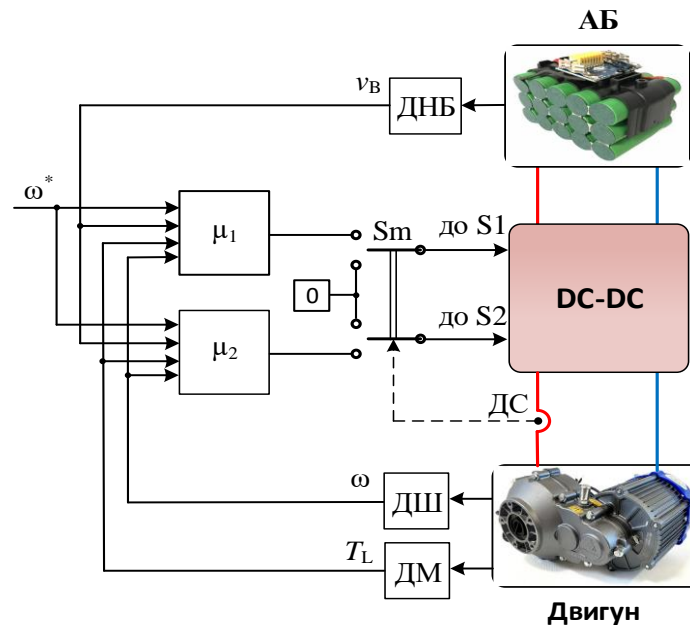 АБ
vB
ДНБ
ω*
μ1
Sm
до S1
0
DC-DC
μ2
до S2
ДС
ω
ДШ
TL
ДМ
Двигун